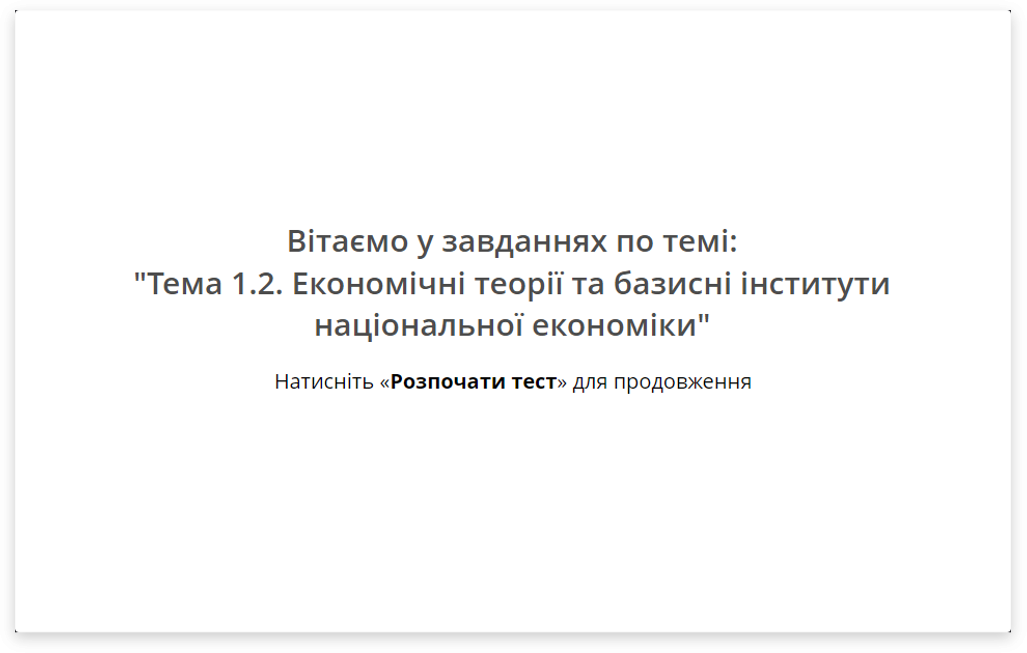 Вітаємо у завданнях по темі:
"Тема 1.2. Економічні теорії та базисні інститути
національної економіки"
Натисніть «Розпочати тест» для продовження